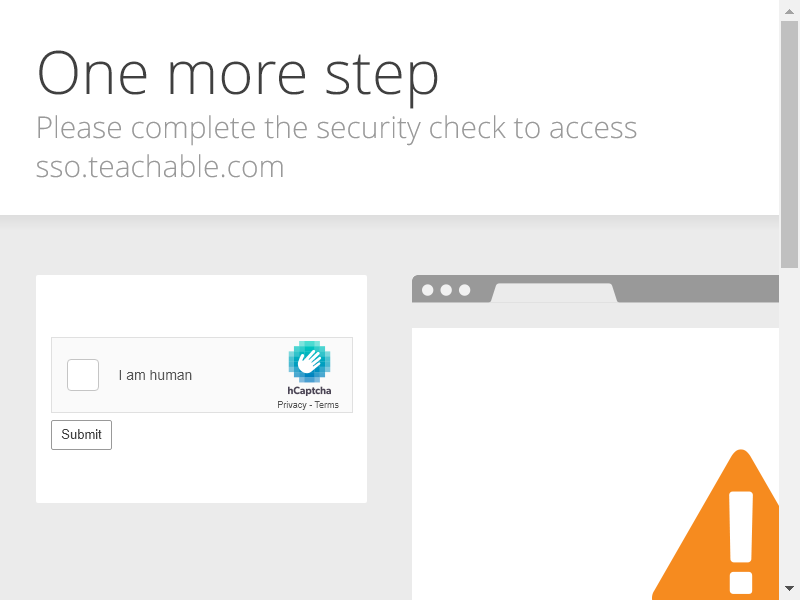 One more step
Please complete the security check to access
sso.teachable.com
I am human
hCaptcha
Privacy - Terms
Submit